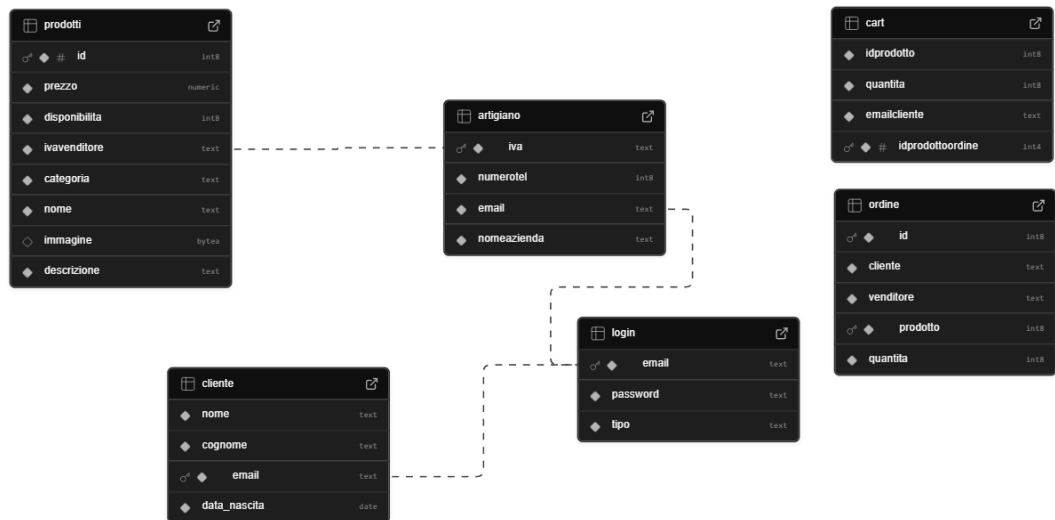 prodotti
# id int8
prezzo numeric
disponibilita int8
ivavenditore text
categoria text
nome text
immagine bytea
descrizione text
artigiano
iva text
numerotel int8
email text
nomeazienda text
cart
idprodotto int8
quantita int8
emailcliente text
# idprodottoordine int4
ordine
id int8
cliente text
venditore text
prodotto int8
quantita int8
login
email text
password text
tipo text
cliente
nome text
cognome text
email text
data_nascita date